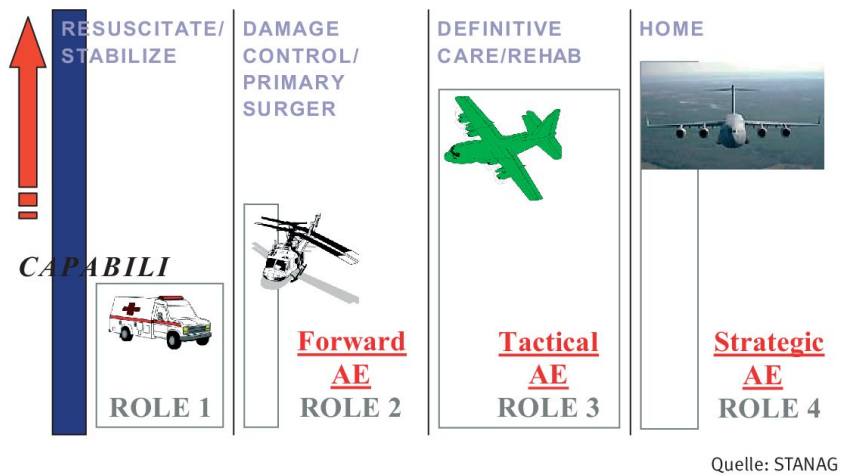 RESUSCITATE/
STABILIZE
DAMAGE
CONTROL/
PRIMARY
SURGER
DEFINITIVE
CARE/REHAB
HOME
CAPABILI
ROLE 1
Forward
AE
ROLE 2
Tactical
AE
ROLE 3
Strategic
AE
ROLE 4
Quelle: STANAG